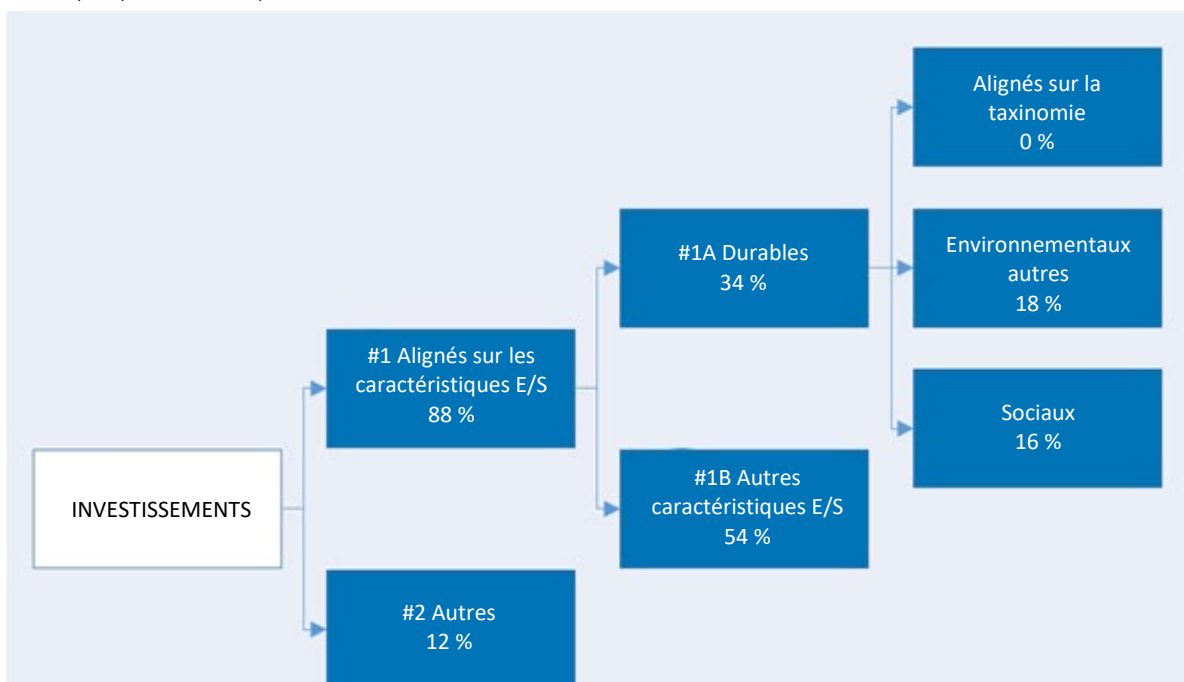 Alignés sur la
taxinomie
0 %
#1A Durables
34 %
Environnementaux
autres
18 %
#1 Alignés sur les
caractéristiques E/S
88 %
Sociaux
16 %
#1B Autres
caractéristiques E/S
54 %
INVESTISSEMENTS
#2 Autres
12 %